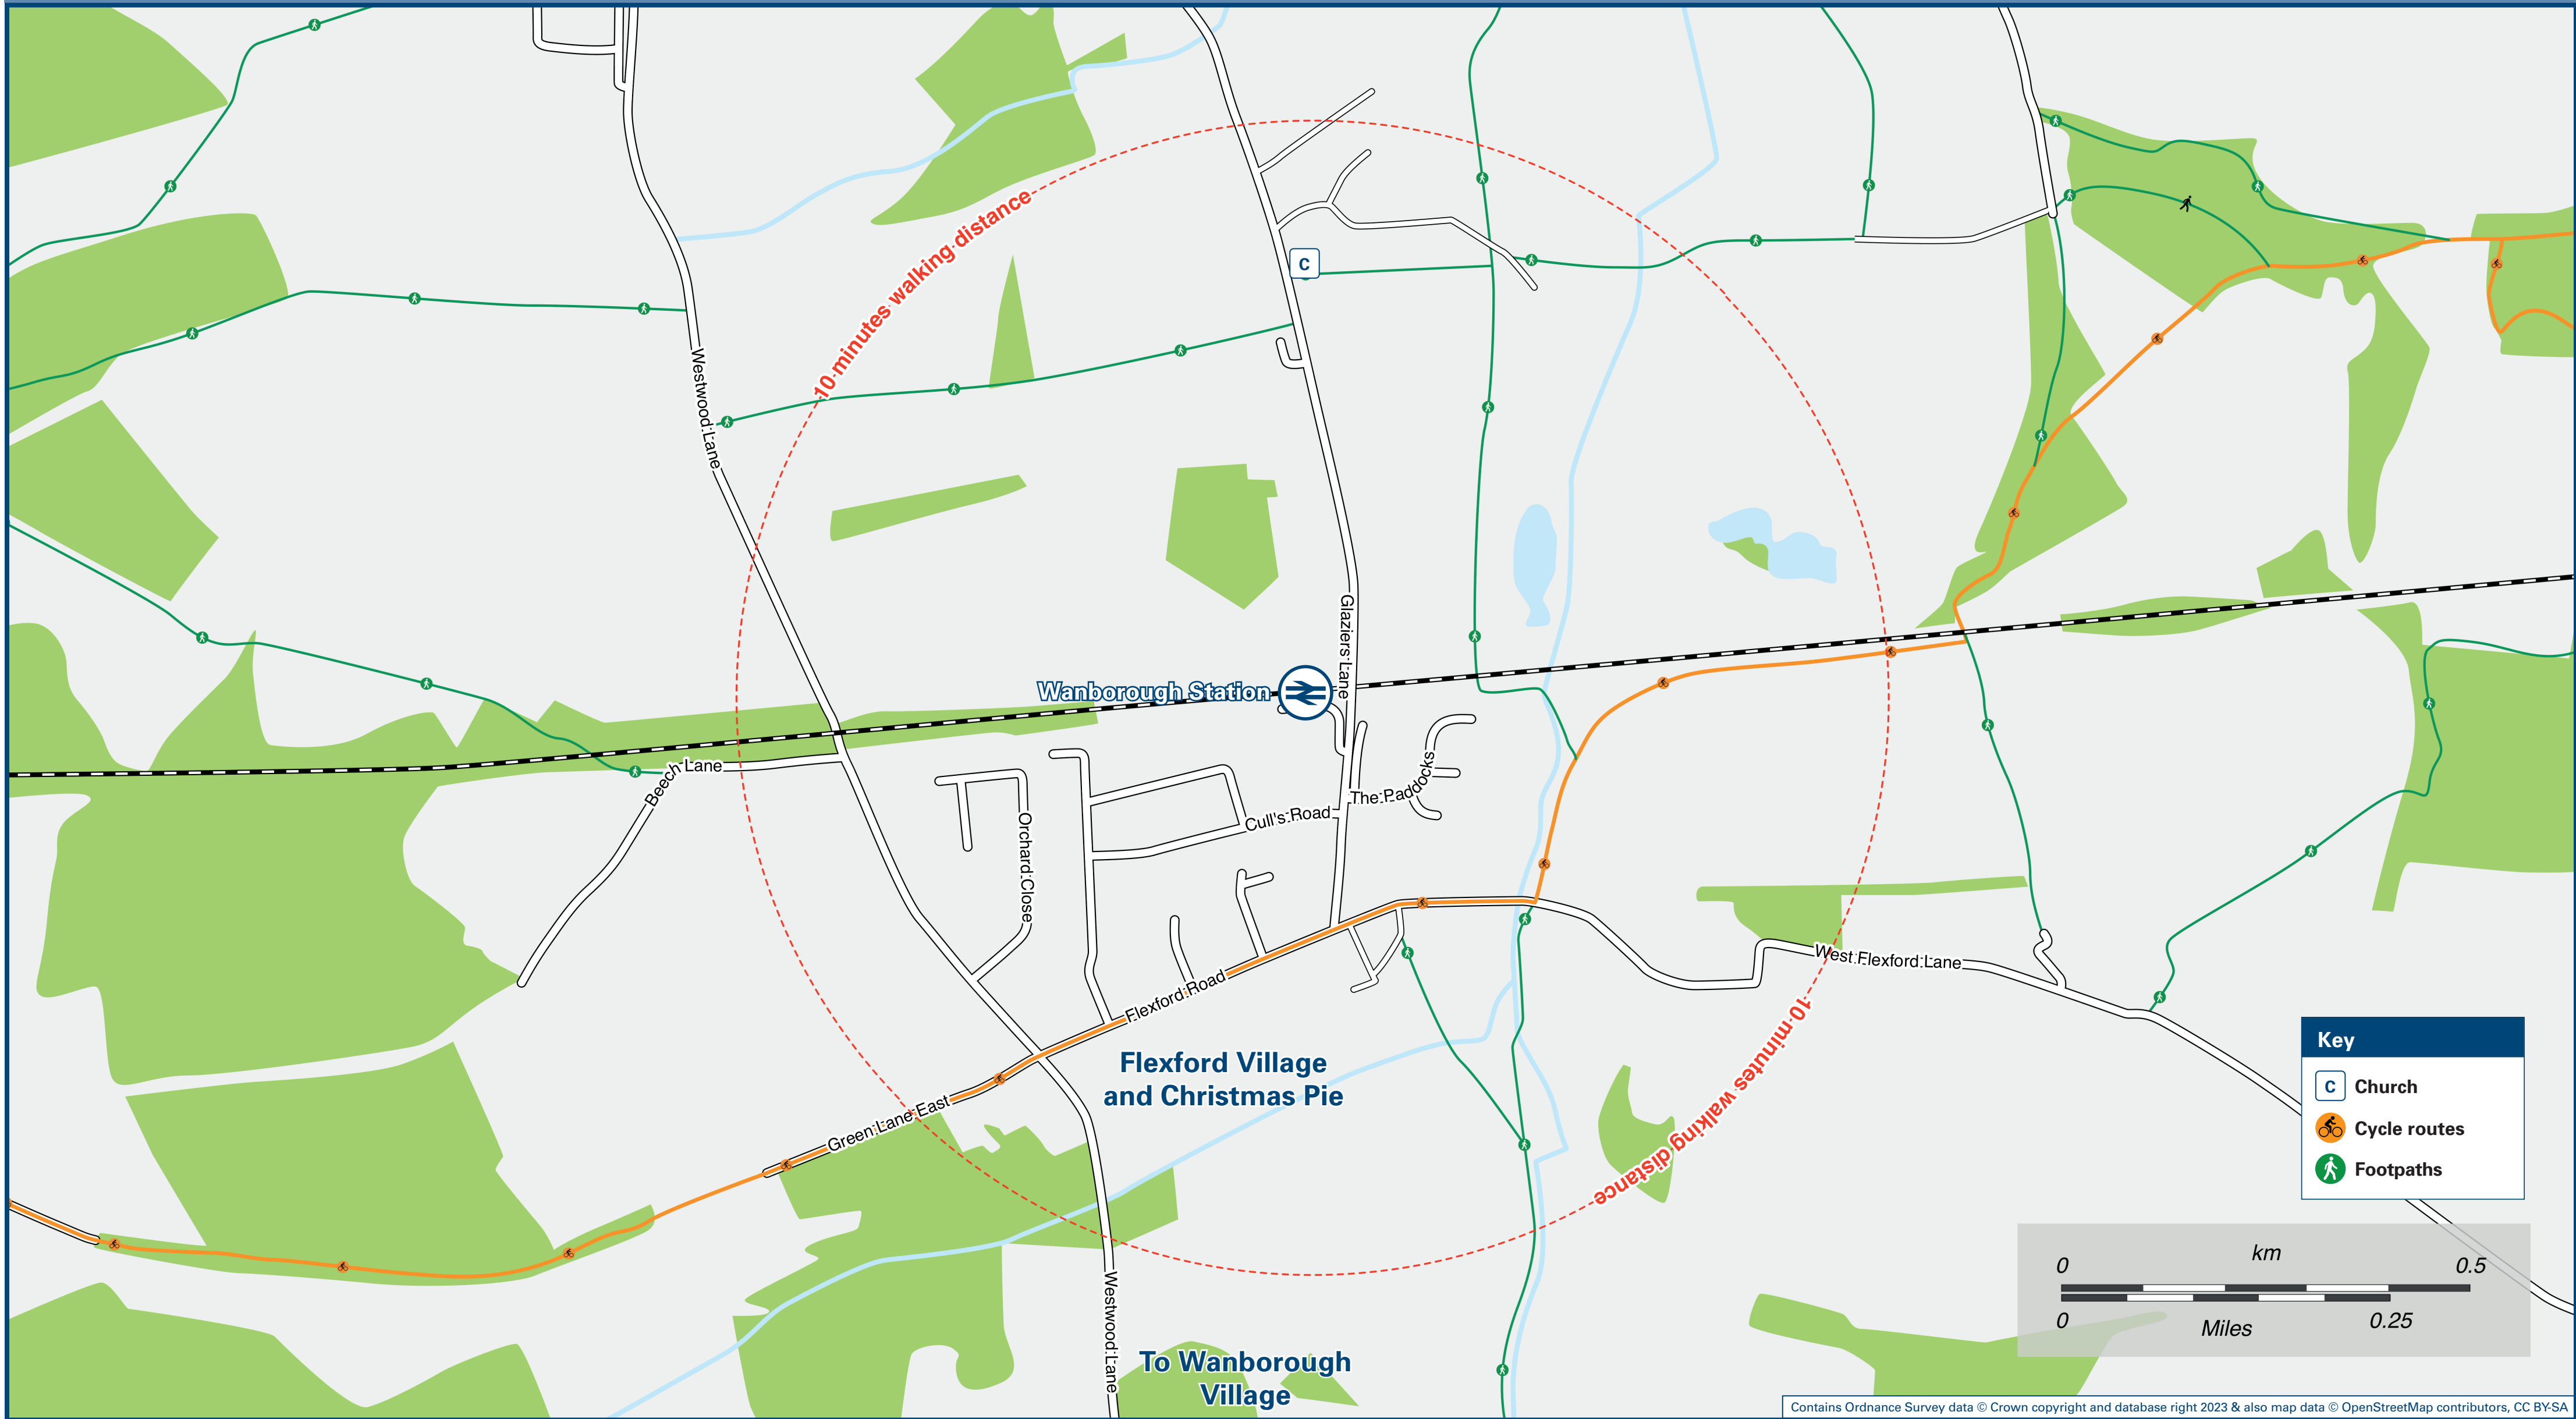 10 minutes walking distance
C
Westwood Lane
Glaziers Lane
Wanborough Station
Beech Lane
The Paddocks
Cull's Road
Orchard Close
West Flexford Lane
Flexford Road
10 minutes walking distance
Flexford Village
and Christmas Pie
Green Lane East
Westwood Lane
To Wanborough
Village
Key
C Church
Cycle routes
Footpaths
km
0 0.5
0 0.25
Miles
Contains Ordnance Survey data © Crown copyright and database right 2023 & also map data © OpenStreetMap contributors, CC BY-SA